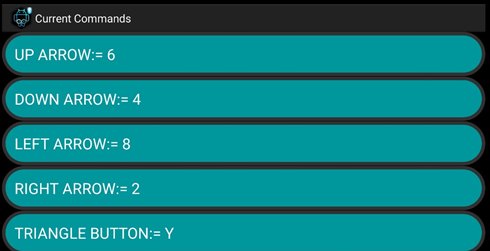 Current Commands
UP ARROW:= 6
DOWN ARROW:= 4
LEFT ARROW:= 8
RIGHT ARROW:= 2
TRIANGLE BUTTON:= Y